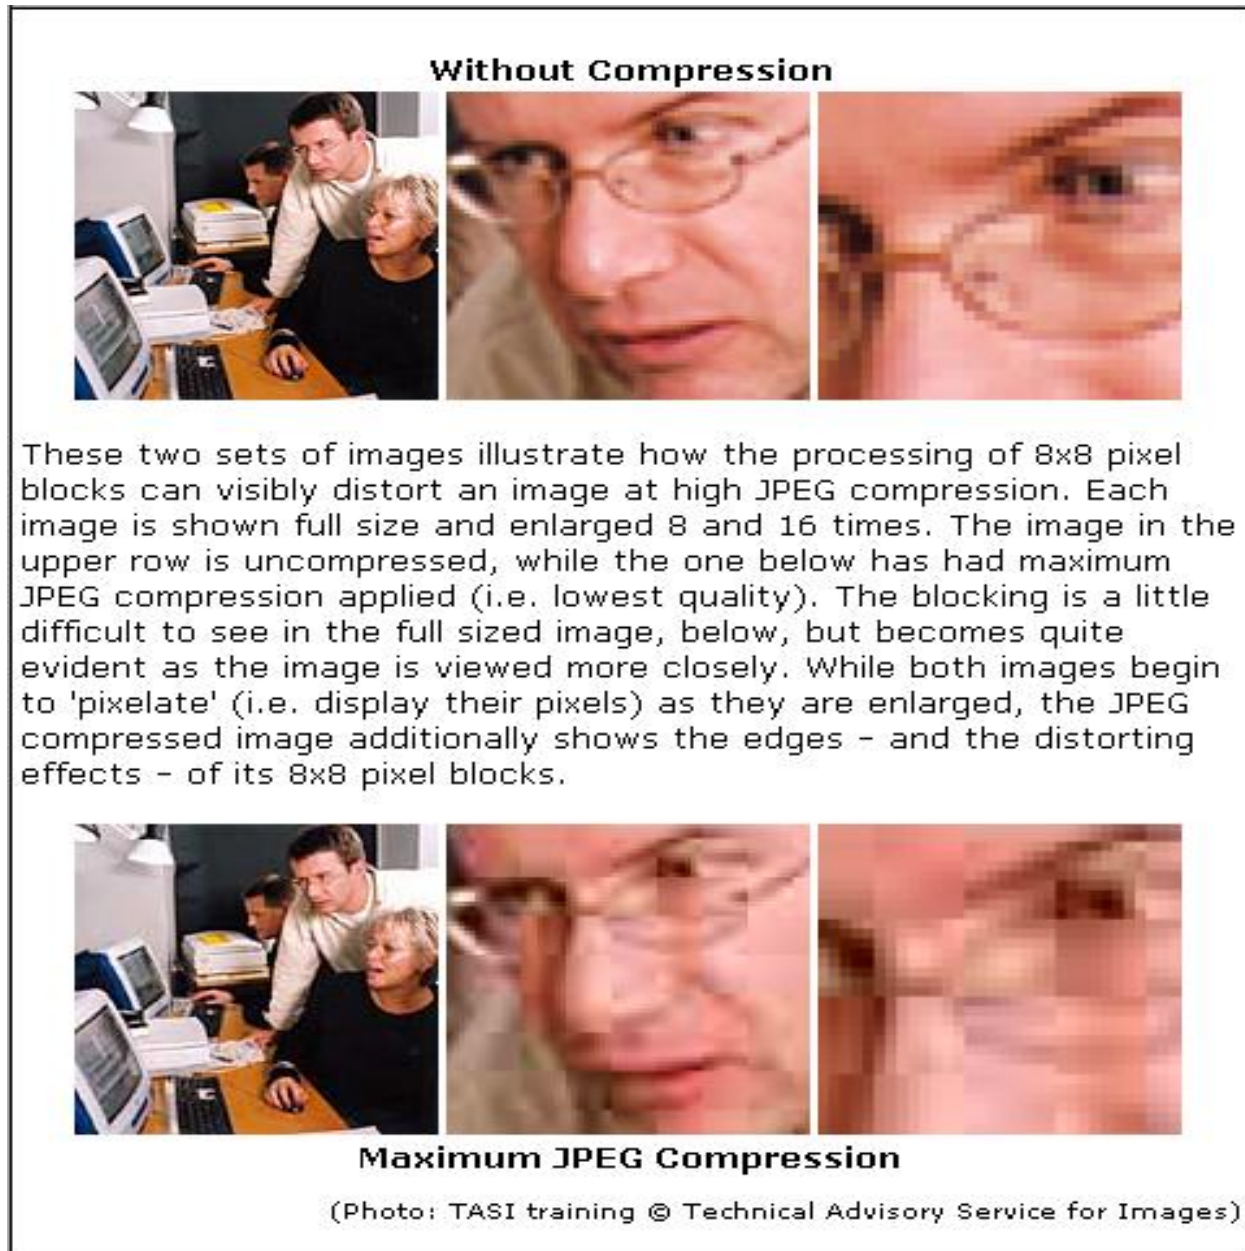 Without Compression
These two sets of images illustrate how the processing of 8x8 pixel
blocks can visibly distort an image at high JPEG compression. Each
image is shown full size and enlarged 8 and 16 times. The image in the
upper row is uncompressed, while the one below has had maximum
JPEG compression applied (i.e. lowest quality). The blocking is a little
difficult to see in the full sized image, below, but becomes quite
evident as the image is viewed more closely. While both images begin
to 'pixelate' (i.e. display their pixels) as they are enlarged, the JPEG
compressed image additionally shows the edges – and the distorting
effects – of its 8x8 pixel blocks.
Maximum JPEG Compression
(Photo: TASI training © Technical Advisory Service for Images)